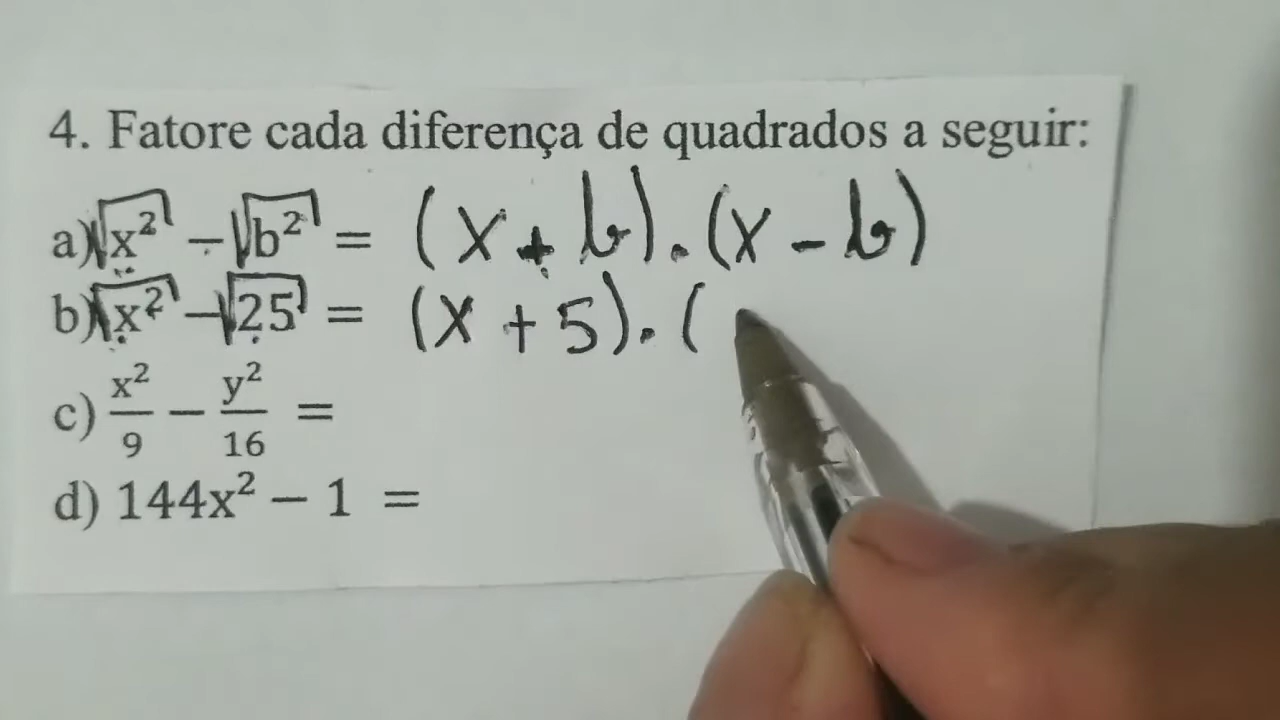 4. Fatore cada diferença de quadrados a seguir:
a) √x² − √b² = (x + b).(x − b)
b) √x² − √25 = (x + 5).(
c) x²/9 − y²/16 =
d) 144x² − 1 =